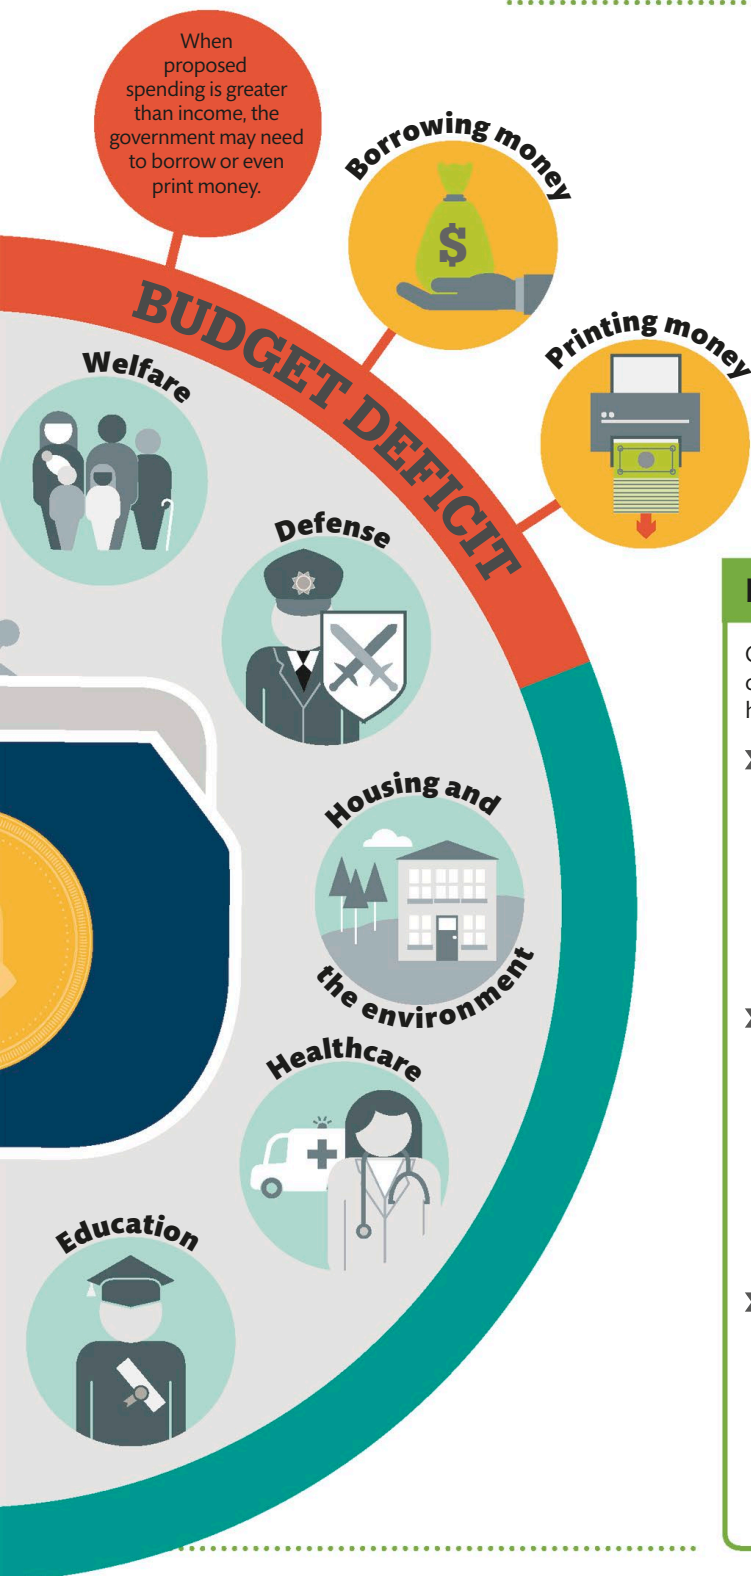 When
proposed
spending is greater
than income, the
government may need
to borrow or even
print money.
Borrowing money
$
Printing money
BUDGET DEFICIT
Welfare
Defense
Housing and
the environment
Healthcare
Education